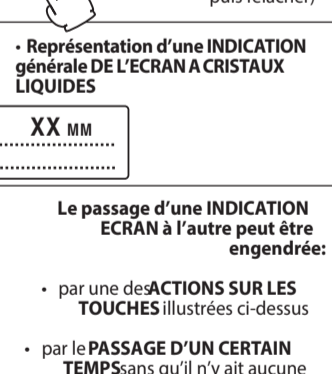 puis relâcher)
• Représentation d'une INDICATION
générale DE L'ECRAN A CRISTAUX
LIQUIDES
XX MM
Le passage d'une INDICATION
ECRAN à l'autre peut être
engendrée:
• par une desACTIONS SUR LES
TOUCHES illustrées ci-dessus
• par le PASSAGE D'UN CERTAIN
TEMPSsans qu'il n'y ait aucune